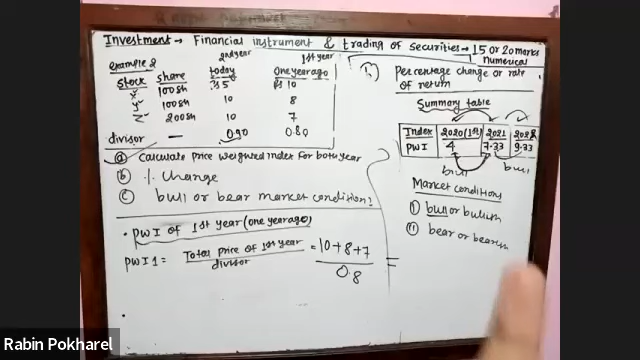 Investment → Financial instrument & trading of securities → 15 or 20 marks
numerical
example 2
2nd year 1st year
stock share today One year ago
X 100sh Rs 5 Rs 10
Y 100sh 10 8
Z 200sh 10 7
divisor — 0.90 0.80
(a) Calculate price weighted index for both year
(b) % Change
(c) bull or bear market condition?
• PWI of 1st year (one year ago)
PWI 1 = Total price of 1st year / divisor = 10+8+7 / 0.8 =
Percentage change or rate
of return
Summary table
Index 2020(1st) 2021 2022
PWI 4 7.33 9.33
bull bull
Market conditions
(i) bull or bullish
(ii) bear or bearish
Rabin Pokharel